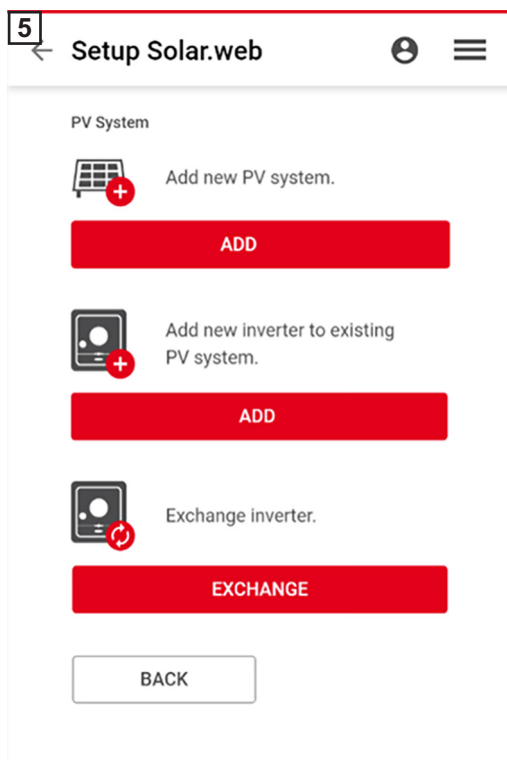 5
Setup Solar.web
PV System
Add new PV system.
ADD
Add new inverter to existing
PV system.
ADD
Exchange inverter.
EXCHANGE
BACK